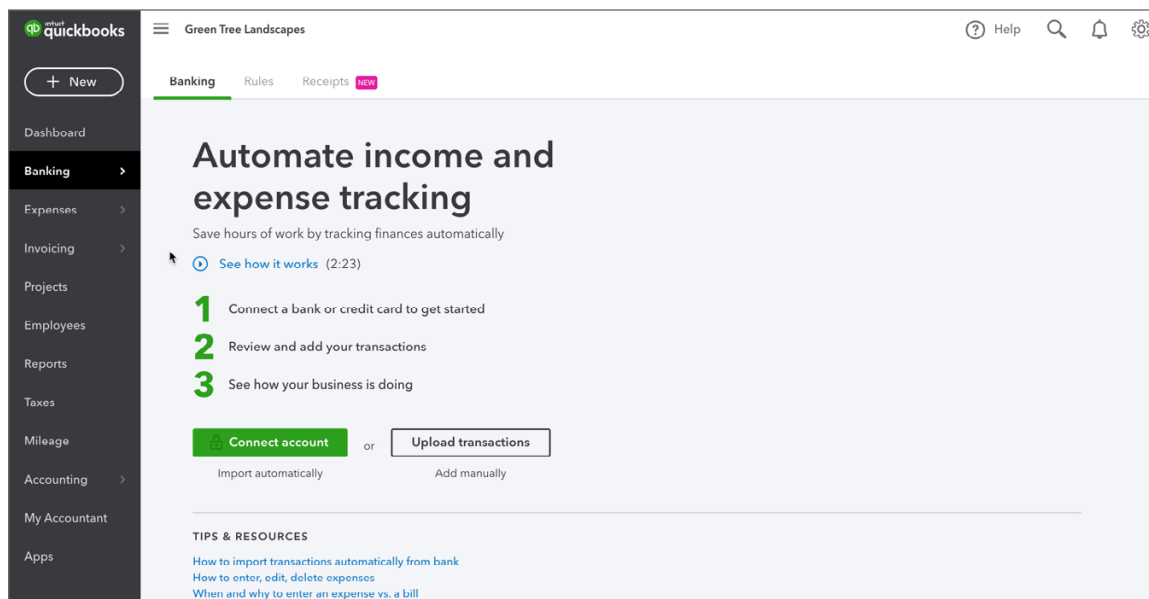 qb intuit quickbooks
Green Tree Landscapes
Help
+ New
Banking Rules Receipts NEW
Dashboard
Banking
Expenses
Invoicing
Projects
Employees
Reports
Taxes
Mileage
Accounting
My Accountant
Apps
Automate income and
expense tracking
Save hours of work by tracking finances automatically
See how it works (2:23)
1 Connect a bank or credit card to get started
2 Review and add your transactions
3 See how your business is doing
Connect account or Upload transactions
Import automatically Add manually
TIPS & RESOURCES
How to import transactions automatically from bank
How to enter, edit, delete expenses
When and why to enter an expense vs. a bill